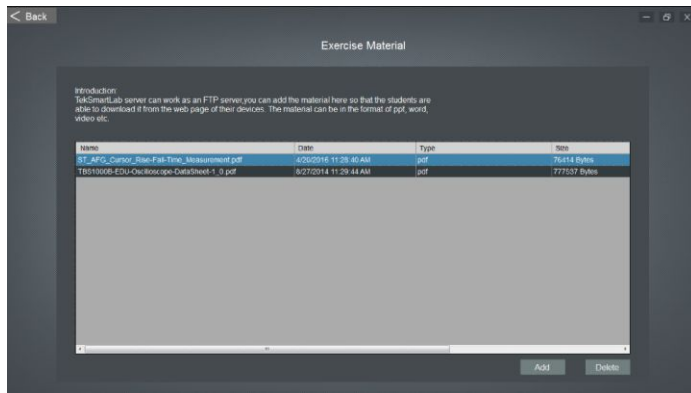 Back
Exercise Material
Introduction:
TekSmartLab server can work as an FTP server,you can add the material here so that the students are
able to download it from the web page of their devices. The material can be in the format of ppt, word,
video etc.
Name Date Type Size
ST_AFG_Cursor_Rise-Fall-Time_Measurement.pdf 4/20/2016 11:28:40 AM pdf 76414 Bytes
TBS1000B-EDU-Oscilloscope-DataSheet-1_0.pdf 8/27/2014 11:29:44 AM pdf 777537 Bytes
Add Delete